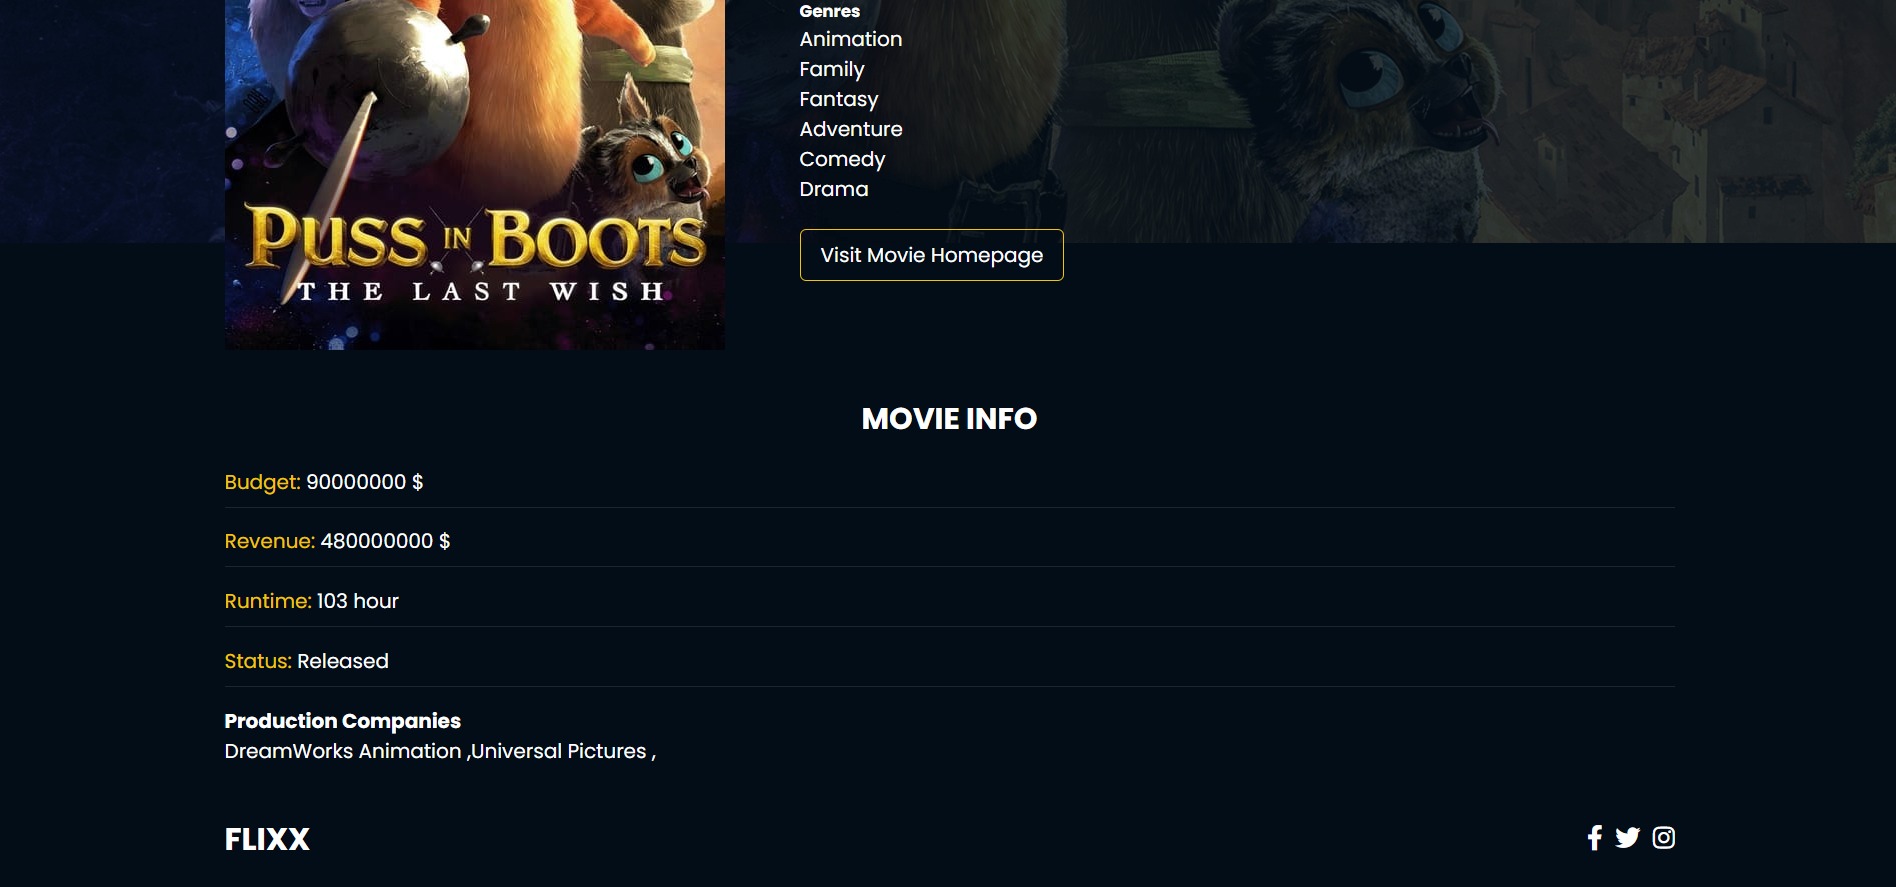 Genres
Animation
Family
Fantasy
Adventure
Comedy
Drama
Visit Movie Homepage
PUSS IN BOOTS
THE LAST WISH
MOVIE INFO
Budget: 90000000 $
Revenue: 480000000 $
Runtime: 103 hour
Status: Released
Production Companies
DreamWorks Animation ,Universal Pictures ,
FLIXX